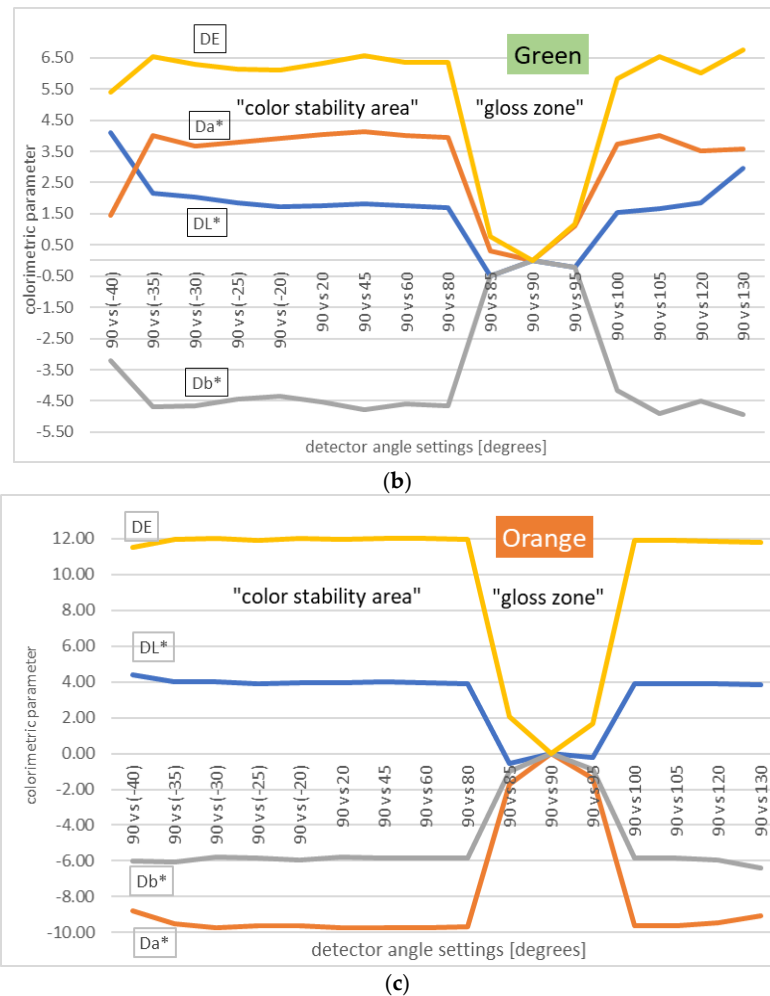 DE
Green
6.50
5.50
4.50
3.50
2.50
1.50
0.50
-0.50
-1.50
-2.50
-3.50
-4.50
-5.50
colorimetric parameter
"color stability area" "gloss zone"
Da*
DL*
Db*
90 vs (-40)
90 vs (-35)
90 vs (-30)
90 vs (-25)
90 vs (-20)
90 vs 20
90 vs 45
90 vs 60
90 vs 80
90 vs 85
90 vs 90
90 vs 95
90 vs 100
90 vs 105
90 vs 120
90 vs 130
detector angle settings [degrees]
(b)
DE
Orange
12.00
10.00
8.00
6.00
4.00
2.00
0.00
-2.00
-4.00
-6.00
-8.00
-10.00
colorimetric parameter
"color stability area" "gloss zone"
DL*
Db*
Da*
90 vs (-40)
90 vs (-35)
90 vs (-30)
90 vs (-25)
90 vs (-20)
90 vs 20
90 vs 45
90 vs 60
90 vs 80
90 vs 85
90 vs 90
90 vs 95
90 vs 100
90 vs 105
90 vs 120
90 vs 130
detector angle settings [degrees]
(c)